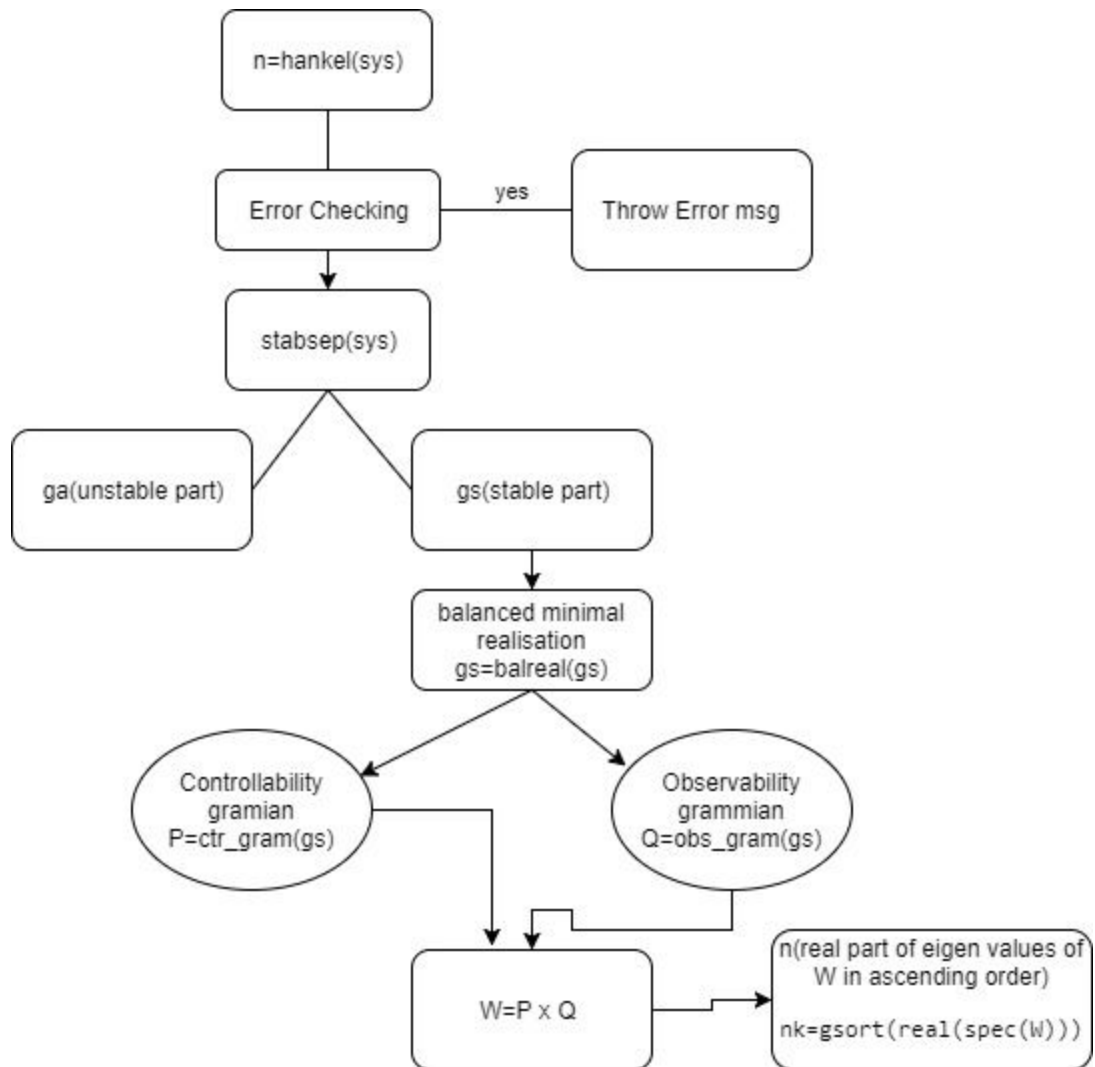 n=hankel(sys)
Error Checking
yes
Throw Error msg
stabsep(sys)
ga(unstable part)
gs(stable part)
balanced minimal
realisation
gs=balreal(gs)
Controllability
gramian
P=ctr_gram(gs)
Observability
grammian
Q=obs_gram(gs)
W=P x Q
n(real part of eigen values of
W in ascending order)
nk=gsort(real(spec(W)))